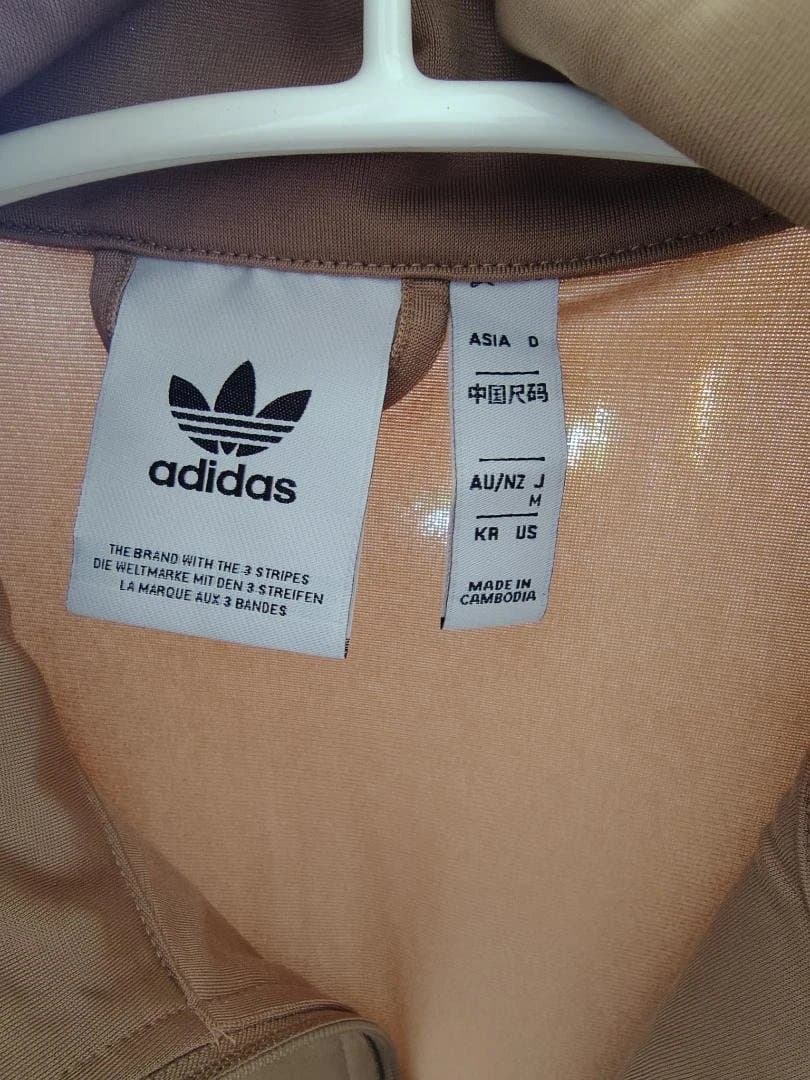 adidas
THE BRAND WITH THE 3 STRIPES
DIE WELTMARKE MIT DEN 3 STREIFEN
LA MARQUE AUX 3 BANDES
ASIA D
中国尺码
AU/NZ J
M
KR US
MADE IN
CAMBODIA